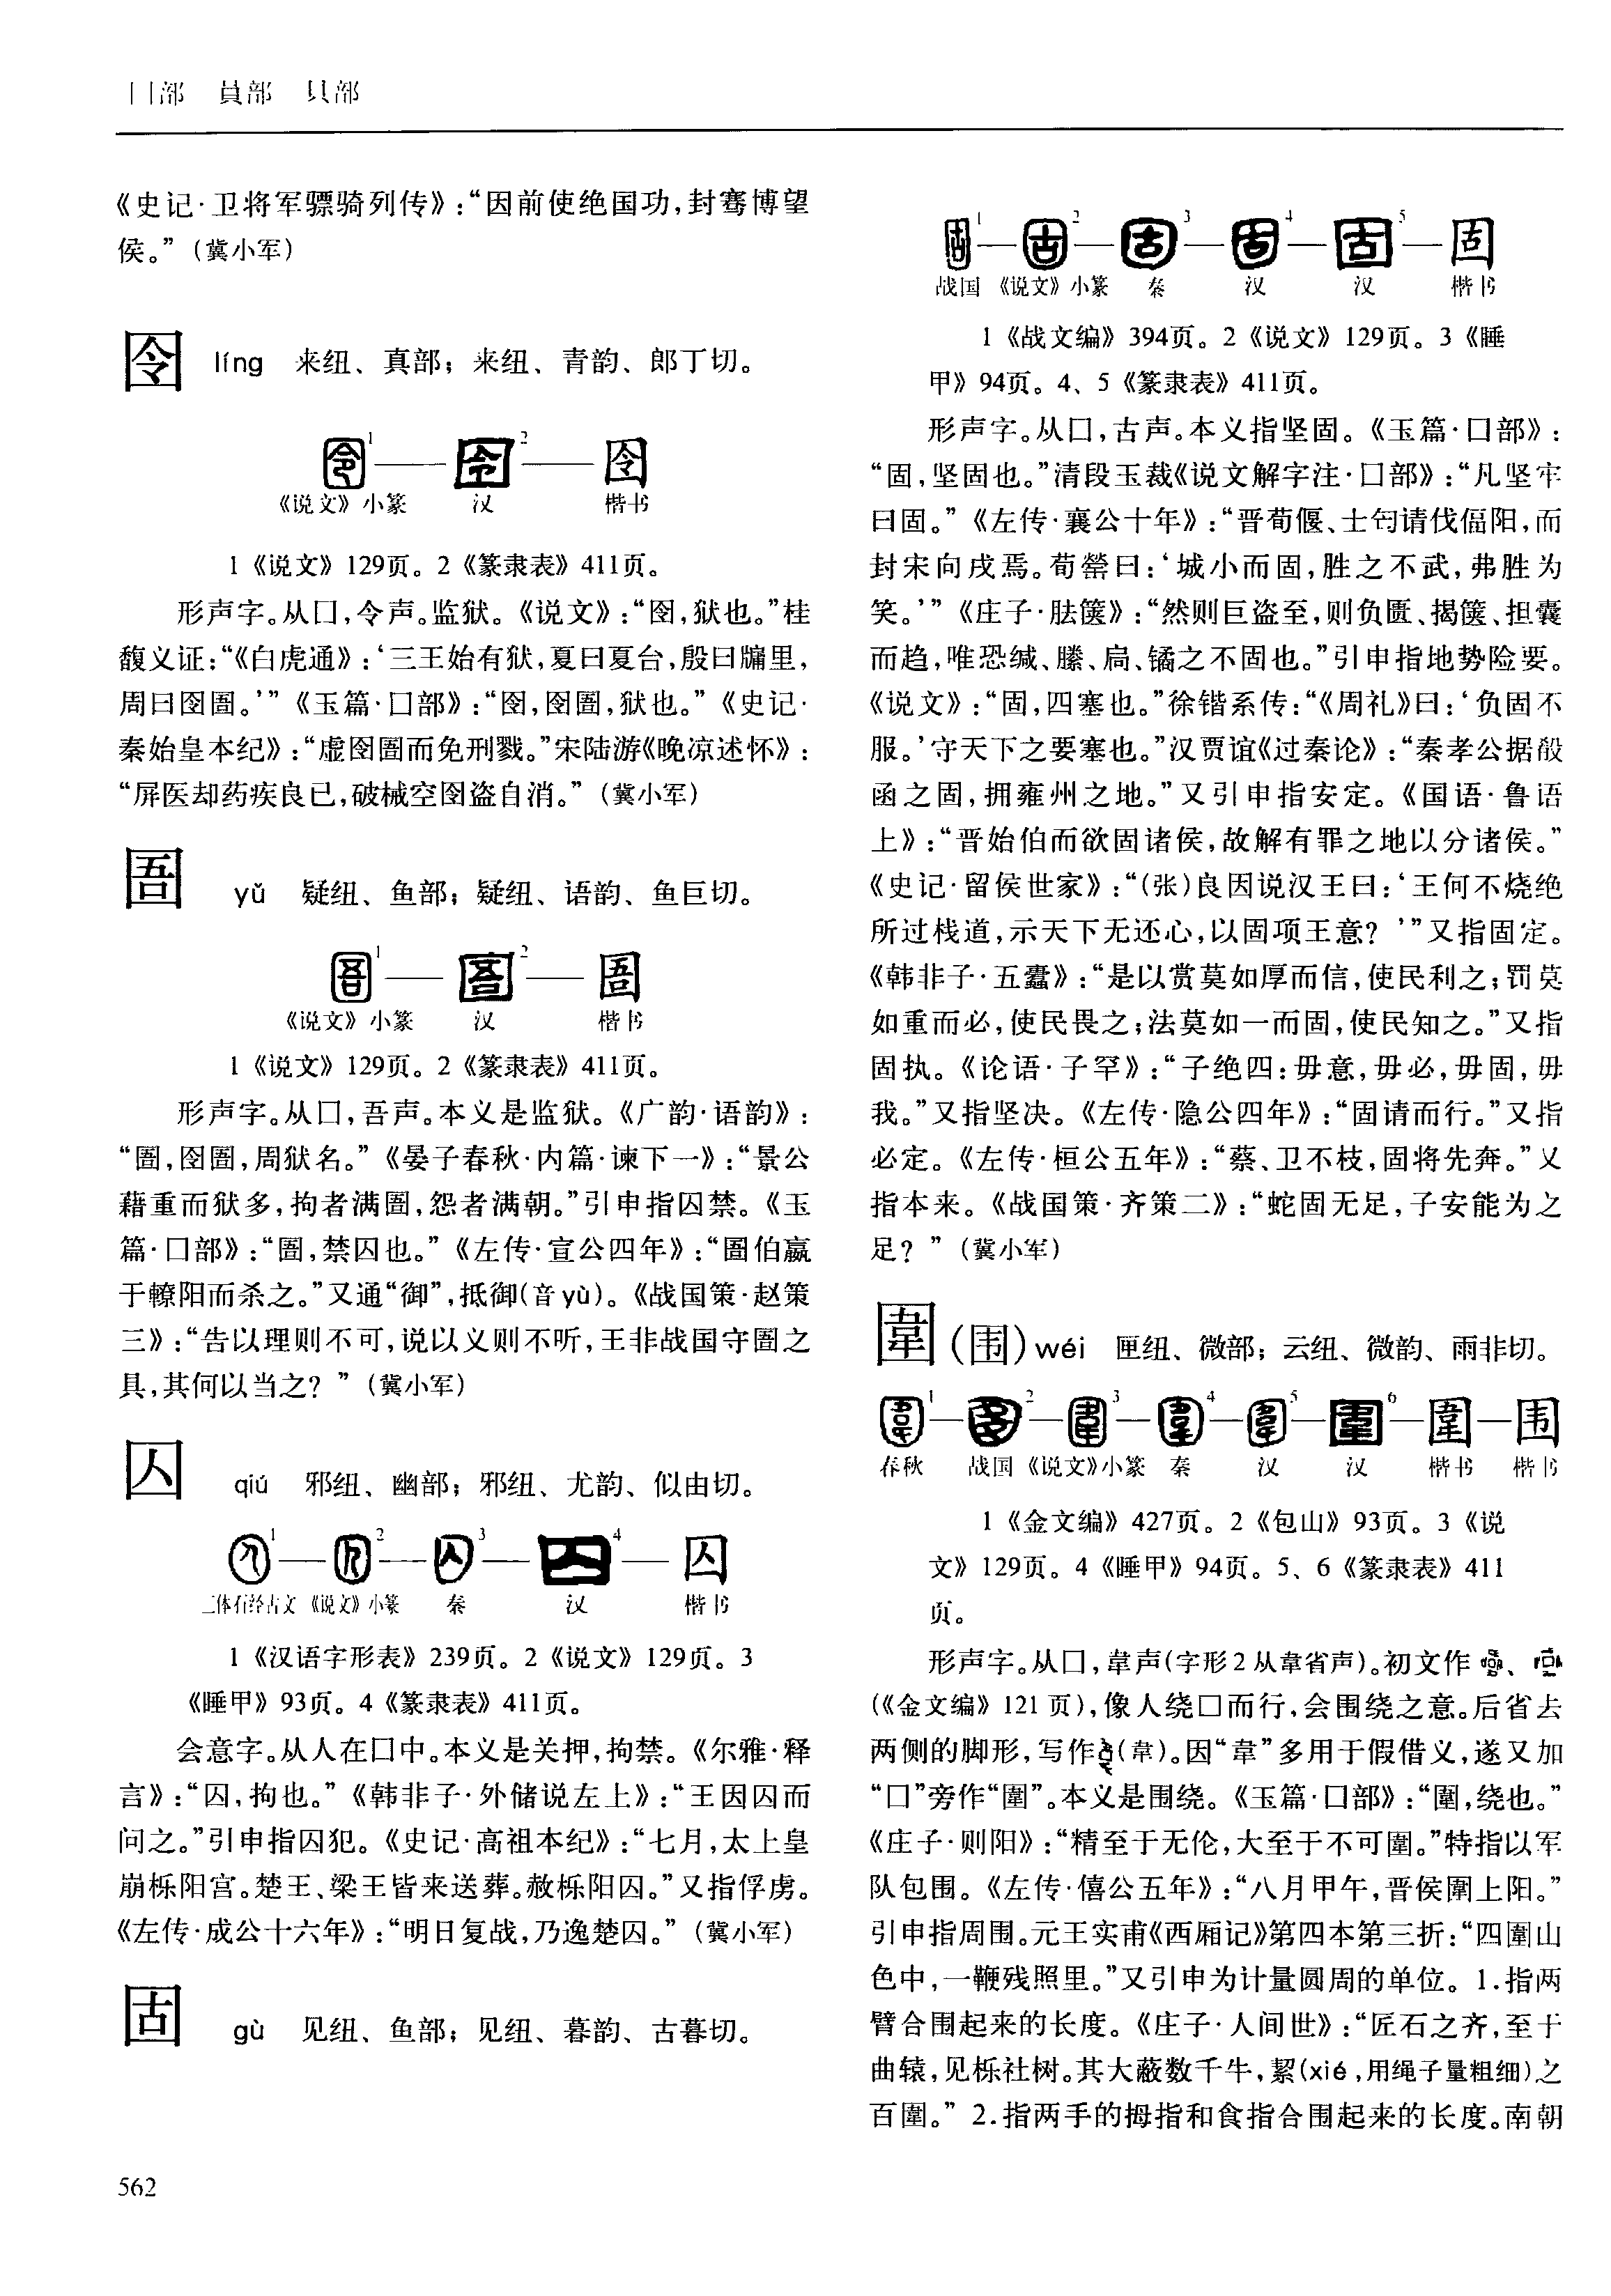 囗部　員部　貝部
《史记·卫将军骠骑列传》:“因前使绝国功,封骞博望
侯。”(冀小军)
囹 líng 来纽、真部；来纽、青韵、郎丁切。
囹1——囹2——囹
《说文》小篆 汉 楷书
1《说文》129页。2《篆隶表》411页。
形声字。从囗,令声。监狱。《说文》:“囹,狱也。”桂
馥义证:“《白虎通》:‘三王始有狱,夏曰夏台,殷曰牖里,
周曰囹圄。’”《玉篇·囗部》:“囹,囹圄,狱也。”《史记·
秦始皇本纪》:“虚囹圄而免刑戮。”宋陆游《晚凉述怀》:
“屏医却药疾良已,破械空囹盗自消。”(冀小军)
圄 yǔ 疑纽、鱼部；疑纽、语韵、鱼巨切。
圄1——圄2——圄
《说文》小篆 汉 楷书
1《说文》129页。2《篆隶表》411页。
形声字。从囗,吾声。本义是监狱。《广韵·语韵》:
“圄,囹圄,周狱名。”《晏子春秋·内篇·谏下一》:“景公
藉重而狱多,拘者满圄,怨者满朝。”引申指囚禁。《玉
篇·囗部》:“圄,禁囚也。”《左传·宣公四年》:“圄伯嬴
于轑阳而杀之。”又通“御”,抵御(音yù)。《战国策·赵策
三》:“告以理则不可,说以义则不听,王非战国守圄之
具,其何以当之？”(冀小军)
囚 qiú 邪纽、幽部；邪纽、尤韵、似由切。
囚1—囚2—囚3—囚4—囚
三体石经古文 《说文》小篆 秦 汉 楷书
1《汉语字形表》239页。2《说文》129页。3
《睡甲》93页。4《篆隶表》411页。
会意字。从人在囗中。本义是关押,拘禁。《尔雅·释
言》:“囚,拘也。”《韩非子·外储说左上》:“王因囚而
问之。”引申指囚犯。《史记·高祖本纪》:“七月,太上皇
崩栎阳宫。楚王、梁王皆来送葬。赦栎阳囚。”又指俘虏。
《左传·成公十六年》:“明日复战,乃逸楚囚。”(冀小军)
固 gù 见纽、鱼部；见纽、暮韵、古暮切。
固1—固2—固3—固4—固5—固
战国 《说文》小篆 秦 汉 汉 楷书
1《战文编》394页。2《说文》129页。3《睡
甲》94页。4、5《篆隶表》411页。
形声字。从囗,古声。本义指坚固。《玉篇·囗部》:
“固,坚固也。”清段玉裁《说文解字注·囗部》:“凡坚牢
曰固。”《左传·襄公十年》:“晋荀偃、士匄请伐偪阳,而
封宋向戌焉。荀罃曰:‘城小而固,胜之不武,弗胜为
笑。’”《庄子·胠箧》:“然则巨盗至,则负匮、揭箧、担囊
而趋,唯恐缄、縢、扃、鐍之不固也。”引申指地势险要。
《说文》:“固,四塞也。”徐锴系传:“《周礼》曰:‘负固不
服。’守天下之要塞也。”汉贾谊《过秦论》:“秦孝公据殽
函之固,拥雍州之地。”又引申指安定。《国语·鲁语
上》:“晋始伯而欲固诸侯,故解有罪之地以分诸侯。”
《史记·留侯世家》:“(张)良因说汉王曰:‘王何不烧绝
所过栈道,示天下无还心,以固项王意？’”又指固定。
《韩非子·五蠹》:“是以赏莫如厚而信,使民利之;罚莫
如重而必,使民畏之;法莫如一而固,使民知之。”又指
固执。《论语·子罕》:“子绝四:毋意,毋必,毋固,毋
我。”又指坚决。《左传·隐公四年》:“固请而行。”又指
必定。《左传·桓公五年》:“蔡、卫不枝,固将先奔。”又
指本来。《战国策·齐策二》:“蛇固无足,子安能为之
足？”(冀小军)
圍(围)wéi 匣纽、微部；云纽、微韵、雨非切。
圍1—圍2—圍3—圍4—圍5—圍6—圍—围
春秋 战国 《说文》小篆 秦 汉 汉 楷书 楷书
1《金文编》427页。2《包山》93页。3《说
文》129页。4《睡甲》94页。5、6《篆隶表》411
页。
形声字。从囗,韋声(字形2从韋省声)。初文作 、
(《金文编》121页),像人绕囗而行,会围绕之意。后省去
两侧的脚形,写作(韋)。因“韋”多用于假借义,遂又加
“囗”旁作“圍”。本义是围绕。《玉篇·囗部》:“圍,绕也。”
《庄子·则阳》:“精至于无伦,大至于不可圍。”特指以军
队包围。《左传·僖公五年》:“八月甲午,晋侯圍上阳。”
引申指周围。元王实甫《西厢记》第四本第三折:“四圍山
色中,一鞭残照里。”又引申为计量圆周的单位。1.指两
臂合围起来的长度。《庄子·人间世》:“匠石之齐,至于
曲辕,见栎社树。其大蔽数千牛,絜(xié,用绳子量粗细)之
百圍。”2.指两手的拇指和食指合围起来的长度。南朝
562